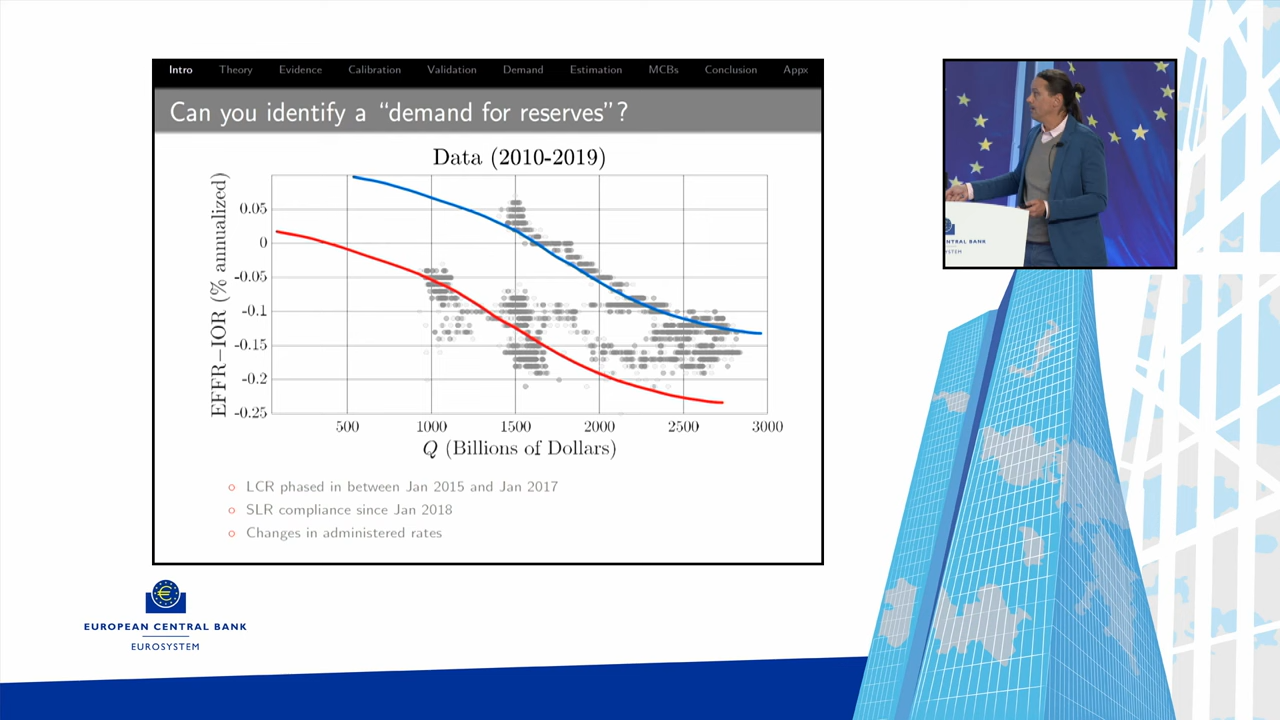 Intro Theory Evidence Calibration Validation Demand Estimation MCBs Conclusion Appx
Can you identify a “demand for reserves”?
Data (2010-2019)
EFFR−IOR (% annualized)
0.05
0
-0.05
-0.1
-0.15
-0.2
-0.25
500 1000 1500 2000 2500 3000
Q (Billions of Dollars)
LCR phased in between Jan 2015 and Jan 2017
SLR compliance since Jan 2018
Changes in administered rates
EUROPEAN CENTRAL BANK
EUROSYSTEM
NTRAL BANK